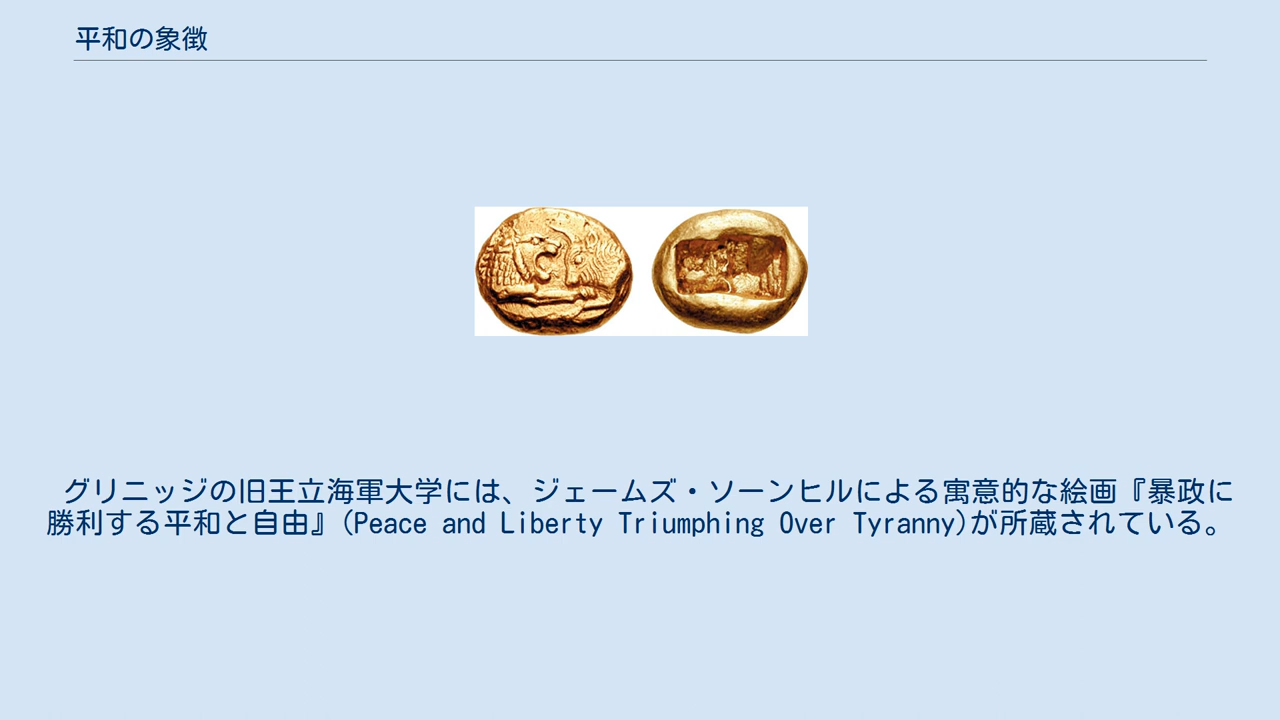 平和の象徴
グリニッジの旧王立海軍大学には、ジェームズ・ソーンヒルによる寓意的な絵画『暴政に
勝利する平和と自由』(Peace and Liberty Triumphing Over Tyranny)が所蔵されている。